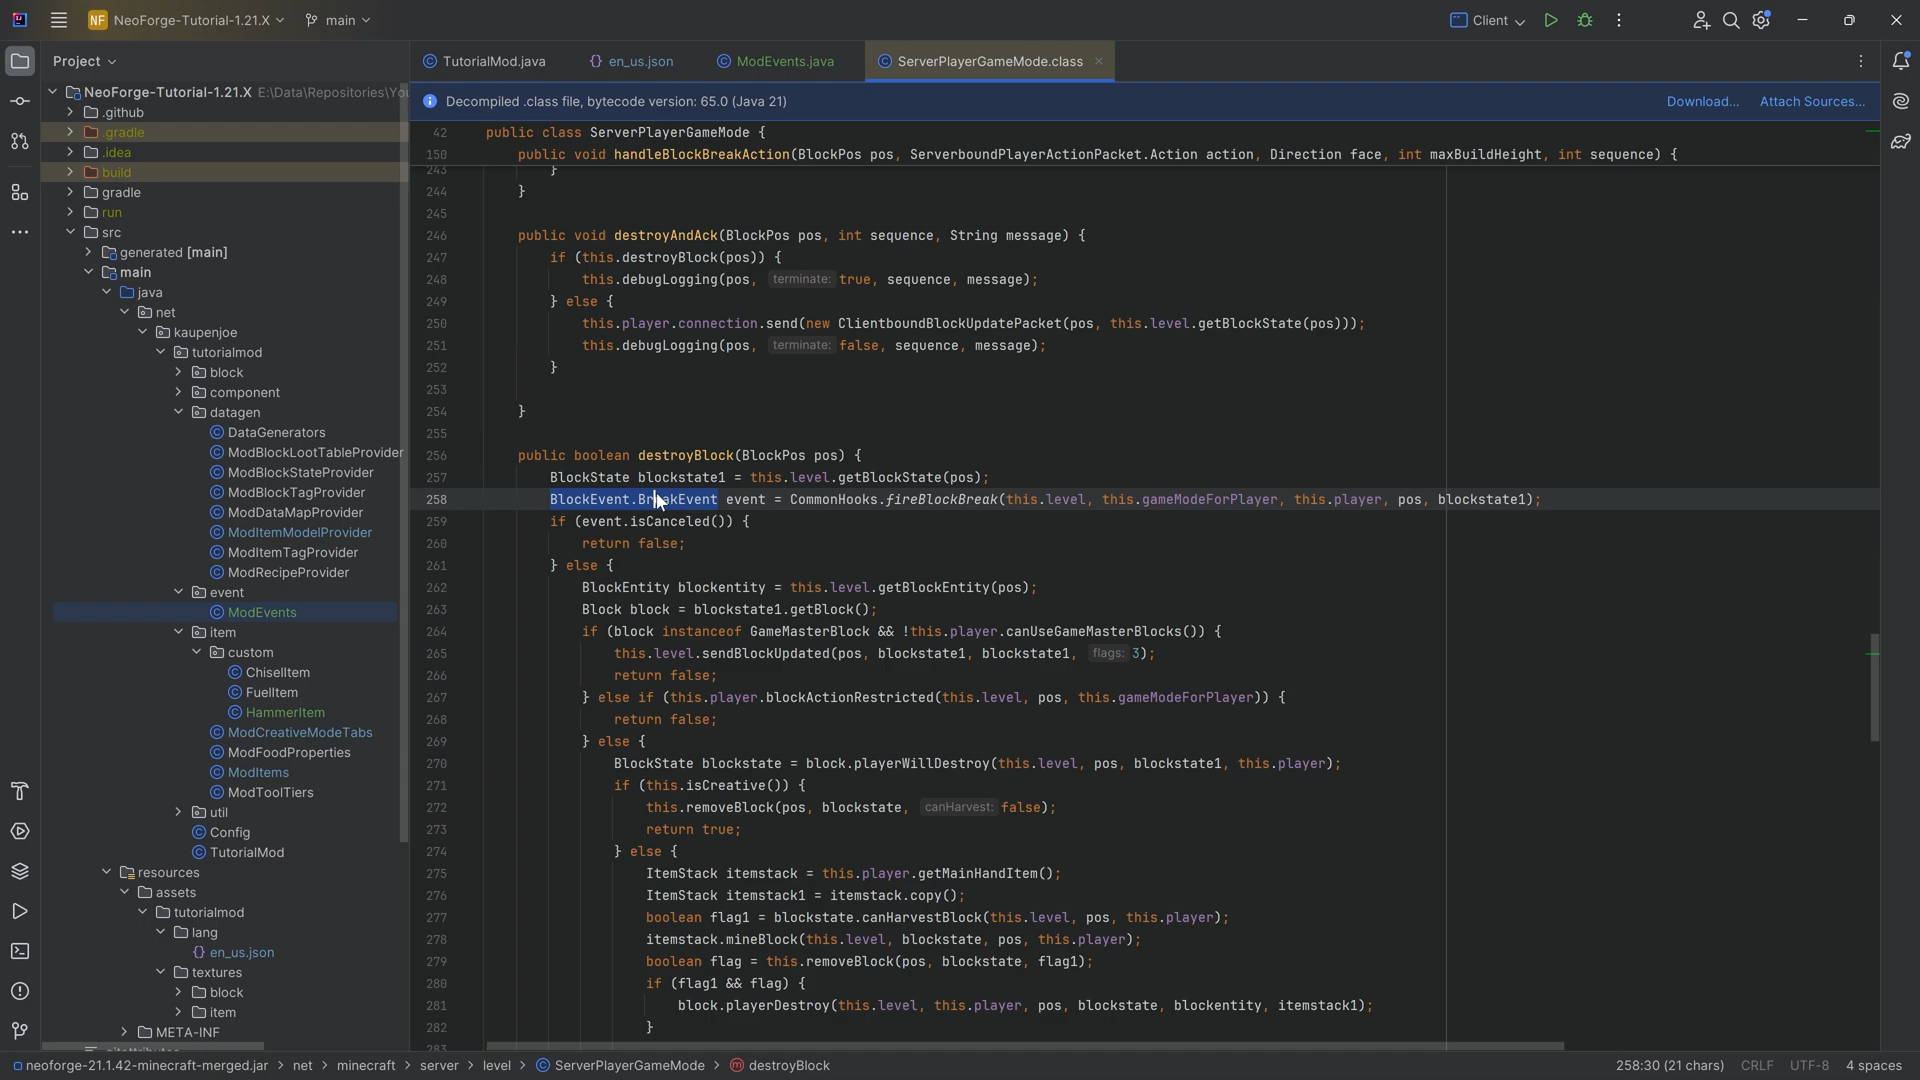 NF NeoForge-Tutorial-1.21.X main Client
Project
TutorialMod.java en_us.json ModEvents.java ServerPlayerGameMode.class
NeoForge-Tutorial-1.21.X E:\Data\Repositories\
.github
.gradle
.idea
build
gradle
run
src
generated [main]
main
java
net
kaupenjoe
tutorialmod
block
component
datagen
DataGenerators
ModBlockLootTableProvider
ModBlockStateProvider
ModBlockTagProvider
ModDataMapProvider
ModItemModelProvider
ModItemTagProvider
ModRecipeProvider
event
ModEvents
item
custom
ChiselItem
FuelItem
HammerItem
ModCreativeModeTabs
ModFoodProperties
ModItems
ModToolTiers
util
Config
TutorialMod
resources
assets
tutorialmod
lang
en_us.json
textures
block
item
META-INF
Decompiled .class file, bytecode version: 65.0 (Java 21) Download... Attach Sources...
42 public class ServerPlayerGameMode {
150 public void handleBlockBreakAction(BlockPos pos, ServerboundPlayerActionPacket.Action action, Direction face, int maxBuildHeight, int sequence) {
243 }
244 }
245
246 public void destroyAndAck(BlockPos pos, int sequence, String message) {
247 if (this.destroyBlock(pos)) {
248 this.debugLogging(pos, terminate: true, sequence, message);
249 } else {
250 this.player.connection.send(new ClientboundBlockUpdatePacket(pos, this.level.getBlockState(pos)));
251 this.debugLogging(pos, terminate: false, sequence, message);
252 }
253
254 }
255
256 public boolean destroyBlock(BlockPos pos) {
257 BlockState blockstate1 = this.level.getBlockState(pos);
258 BlockEvent.BreakEvent event = CommonHooks.fireBlockBreak(this.level, this.gameModeForPlayer, this.player, pos, blockstate1);
259 if (event.isCanceled()) {
260 return false;
261 } else {
262 BlockEntity blockentity = this.level.getBlockEntity(pos);
263 Block block = blockstate1.getBlock();
264 if (block instanceof GameMasterBlock && !this.player.canUseGameMasterBlocks()) {
265 this.level.sendBlockUpdated(pos, blockstate1, blockstate1, flags: 3);
266 return false;
267 } else if (this.player.blockActionRestricted(this.level, pos, this.gameModeForPlayer)) {
268 return false;
269 } else {
270 BlockState blockstate = block.playerWillDestroy(this.level, pos, blockstate1, this.player);
271 if (this.isCreative()) {
272 this.removeBlock(pos, blockstate, canHarvest: false);
273 return true;
274 } else {
275 ItemStack itemstack = this.player.getMainHandItem();
276 ItemStack itemstack1 = itemstack.copy();
277 boolean flag1 = blockstate.canHarvestBlock(this.level, pos, this.player);
278 itemstack.mineBlock(this.level, blockstate, pos, this.player);
279 boolean flag = this.removeBlock(pos, blockstate, flag1);
280 if (flag1 && flag) {
281 block.playerDestroy(this.level, this.player, pos, blockstate, blockentity, itemstack1);
282 }
283
neoforge-21.1.42-minecraft-merged.jar > net > minecraft > server > level > ServerPlayerGameMode > destroyBlock 258:30 (21 chars) CRLF UTF-8 4 spaces